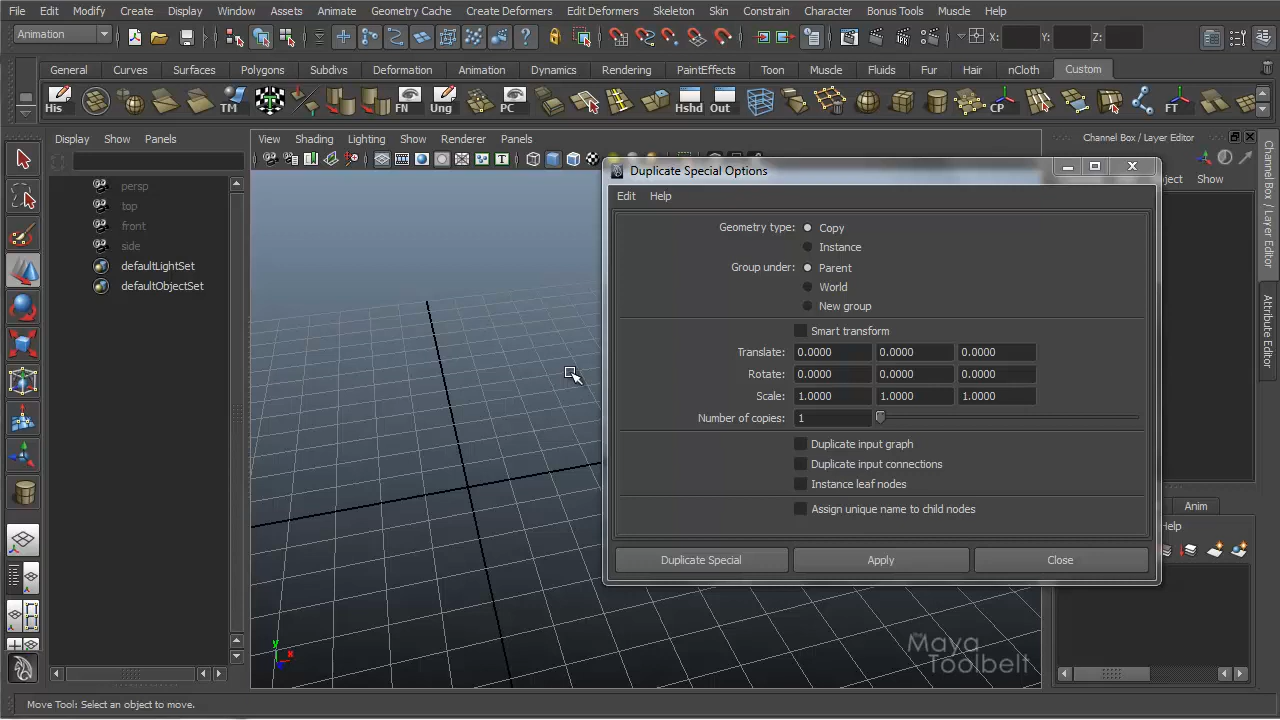 File Edit Modify Create Display Window Assets Animate Geometry Cache Create Deformers Edit Deformers Skeleton Skin Constrain Character Bonus Tools Muscle Help
Animation X: Y: Z:
General Curves Surfaces Polygons Subdivs Deformation Animation Dynamics Rendering PaintEffects Toon Muscle Fluids Fur Hair nCloth Custom
His TM FN Ung PC Hshd Out CP FT
Display Show Panels
View Shading Lighting Show Renderer Panels
Channel Box / Layer Editor
persp
top
front
side
defaultLightSet
defaultObjectSet
Duplicate Special Options
Edit Help
Geometry type: Copy
Instance
Group under: Parent
World
New group
Smart transform
Translate: 0.0000 0.0000 0.0000
Rotate: 0.0000 0.0000 0.0000
Scale: 1.0000 1.0000 1.0000
Number of copies: 1
Duplicate input graph
Duplicate input connections
Instance leaf nodes
Assign unique name to child nodes
Duplicate Special Apply Close
Show
Anim
Help
Channel Box / Layer Editor
Attribute Editor
y
x
Maya
Toolbelt
Move Tool: Select an object to move.